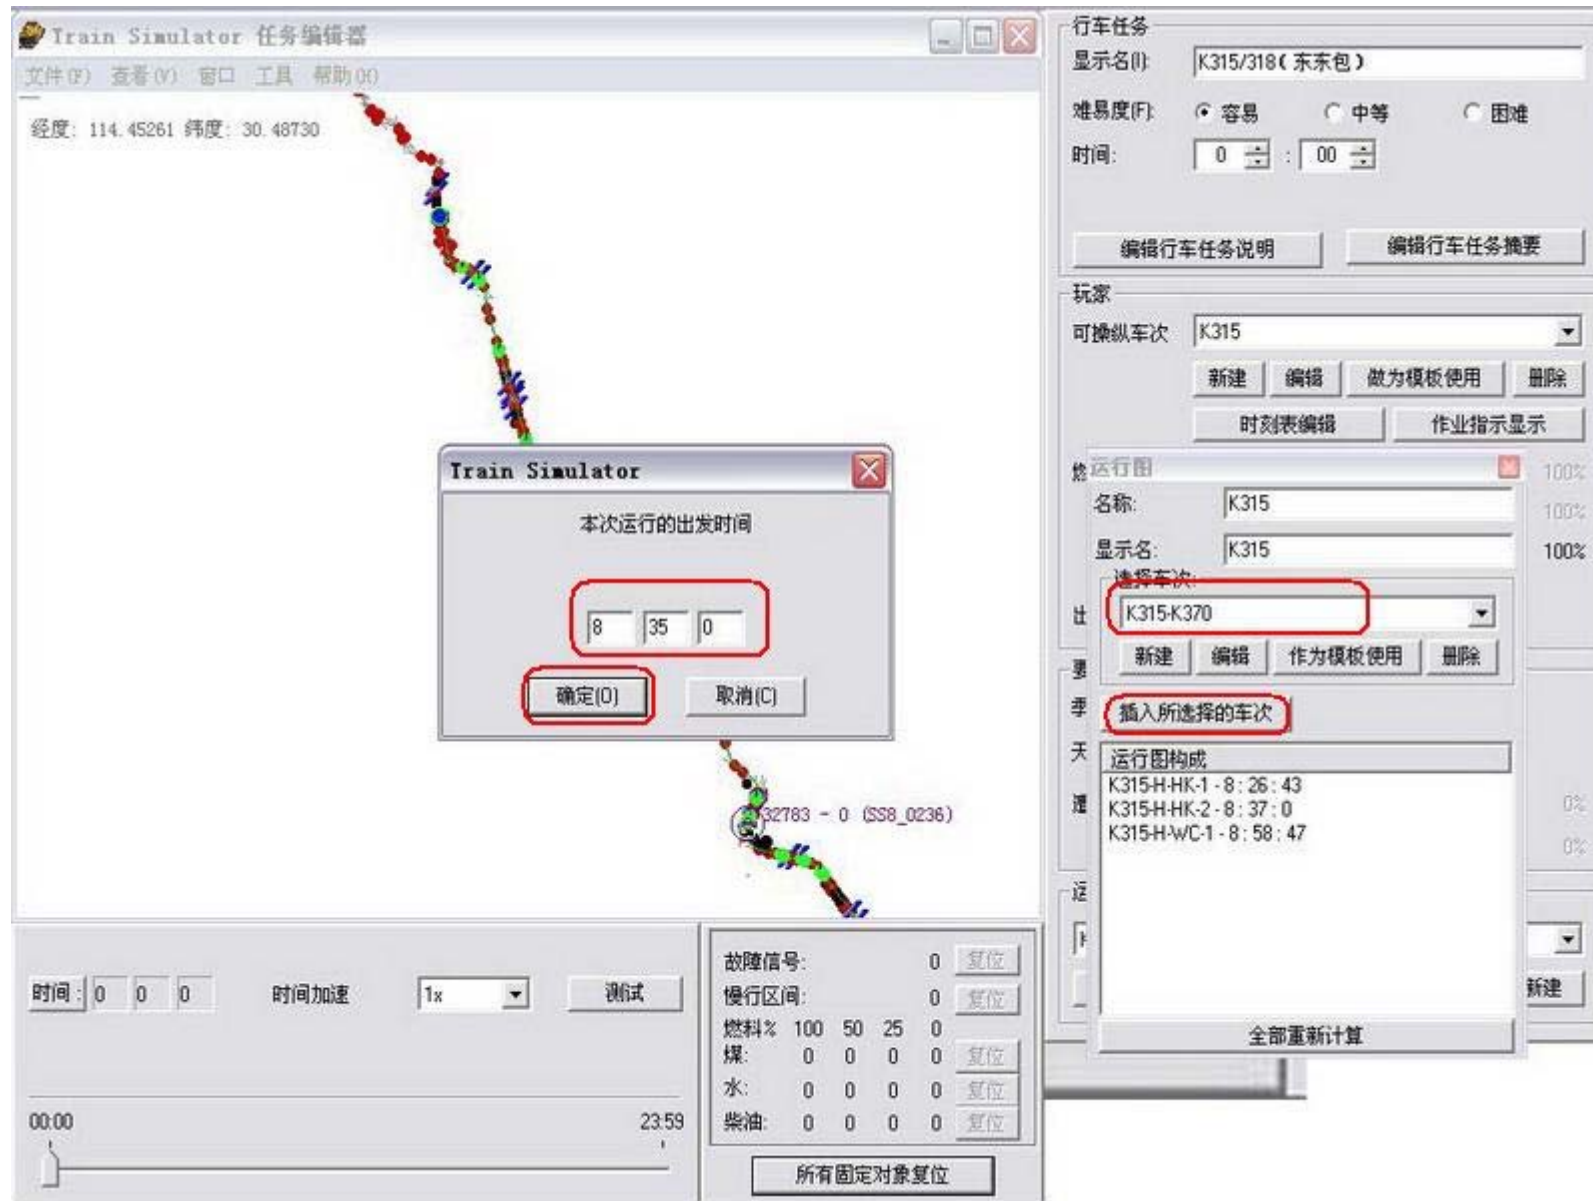 Train Simulator 任务编辑器
文件(F) 查看(V) 窗口 工具 帮助(H)
经度: 114.45261 纬度: 30.48730
32783 - 0 (SS8_0236)
Train Simulator
本次运行的出发时间
8 35 0
确定(O) 取消(C)
时间: 0 0 0 时间加速 1x 测试
00:00 23:59
故障信号: 0 复位
慢行区间: 0 复位
燃料% 100 50 25 0
煤: 0 0 0 0 复位
水: 0 0 0 0 复位
柴油: 0 0 0 0 复位
所有固定对象复位
行车任务
显示名(I): K315/318(东东包)
难易度(F): 容易 中等 困难
时间: 0 : 00
编辑行车任务说明 编辑行车任务摘要
玩家
可操纵车次 K315
新建 编辑 做为模板使用 册除
时刻表编辑 作业指示显示
100%
100%
100%
运行图
名称: K315
显示名: K315
选择车次:
K315-K370
新建 编辑 作为模板使用 册除
插入所选择的车次
季
天
运行图构成
K315-H-HK-1 - 8 : 26 : 43
K315-H-HK-2 - 8 : 37 : 0
K315-H-WC-1 - 8 : 58 : 47
0%
0%
新建
全部重新计算